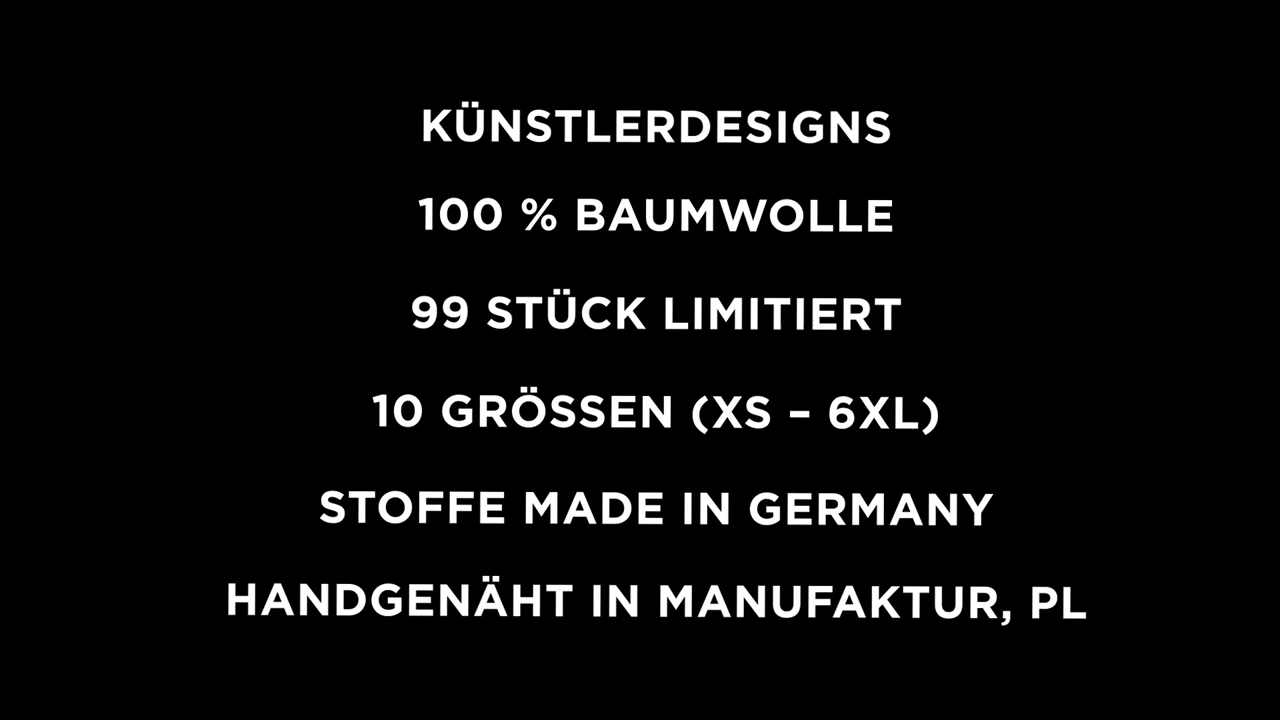 KÜNSTLERDESIGNS
100 % BAUMWOLLE
99 STÜCK LIMITIERT
10 GRÖSSEN (XS – 6XL)
STOFFE MADE IN GERMANY
HANDGENÄHT IN MANUFAKTUR, PL